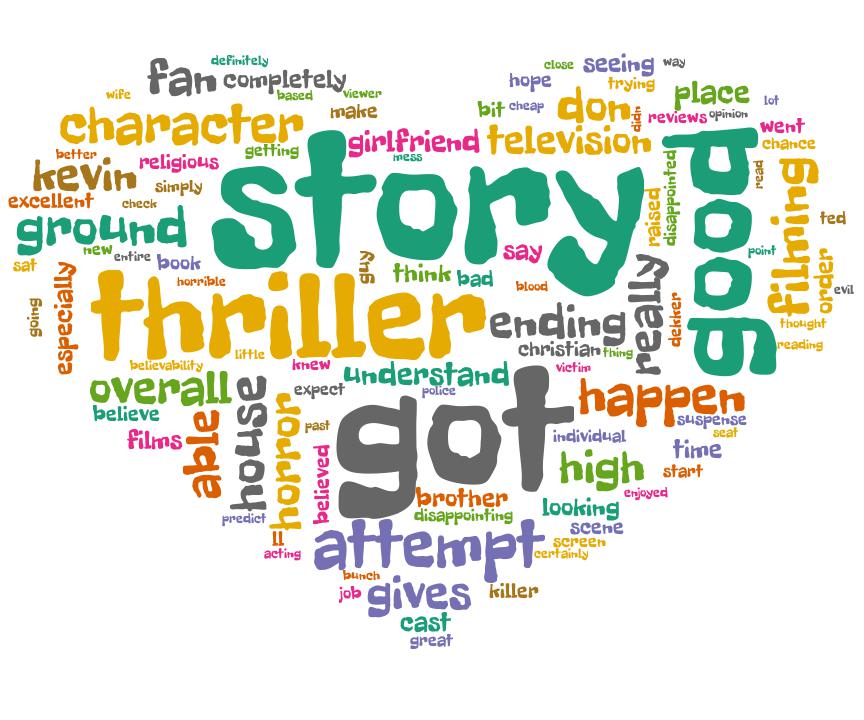 definitely
close
seeing
way
fan
completely
hope
trying
wife
based
viewer
place
lot
make
bit
cheap
don
didn
reviews
opinion
character
went
girlfriend
television
good
chance
better
religious
getting
mess
story
disappointed
read
filming
kevin
simply
raised
excellent
check
ted
ground
new
entire
book
guy
say
really
point
order
sat
especially
horrible
think
bad
blood
evil
going
thriller
ending
dekker
thought
christian
thing
reading
believability
little
knew
understand
victim
overall
house
expect
police
got
happen
believe
able
horror
past
suspense
films
individual
seat
time
believed
high
start
brother
enjoyed
predict
disappointing
looking
ll
attempt
scene
screen
acting
certainly
bunch
job
gives
killer
cast
great